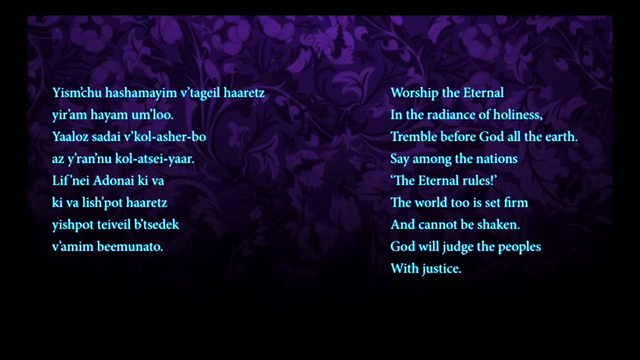 Yism'chu hashamayim v'tageil haaretz
yir'am hayam um'loo.
Yaaloz sadai v'kol-asher-bo
az y'ran'nu kol-atsei-yaar.
Lif'nei Adonai ki va
ki va lish'pot haaretz
yishpot teiveil b'tsedek
v'amim beemunato.
Worship the Eternal
In the radiance of holiness,
Tremble before God all the earth.
Say among the nations
'The Eternal rules!'
The world too is set firm
And cannot be shaken.
God will judge the peoples
With justice.